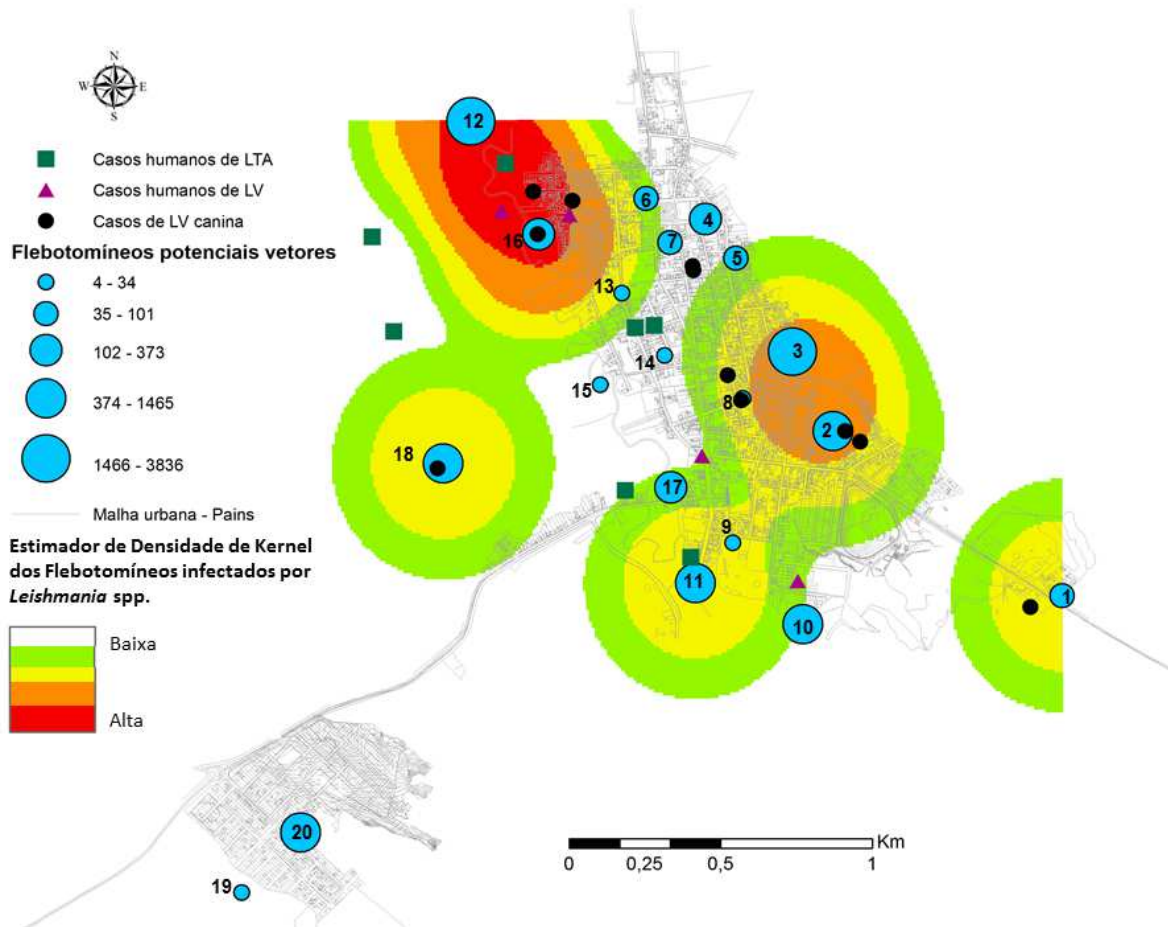 N
W E
S
Casos humanos de LTA
Casos humanos de LV
Casos de LV canina
Flebotomíneos potenciais vetores
4 - 34
35 - 101
102 - 373
374 - 1465
1466 - 3836
Malha urbana - Pains
Estimador de Densidade de Kernel
dos Flebotomíneos infectados por
Leishmania spp.
Baixa
Alta
12
6
4
16
7
5
13
3
14
15
8
2
18
17
9
11
1
10
20
19
Km
0 0,25 0,5 1